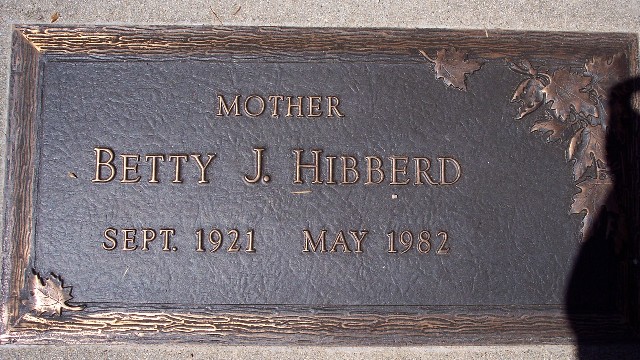 MOTHER
BETTY J. HIBBERD
SEPT. 1921 MAY 1982